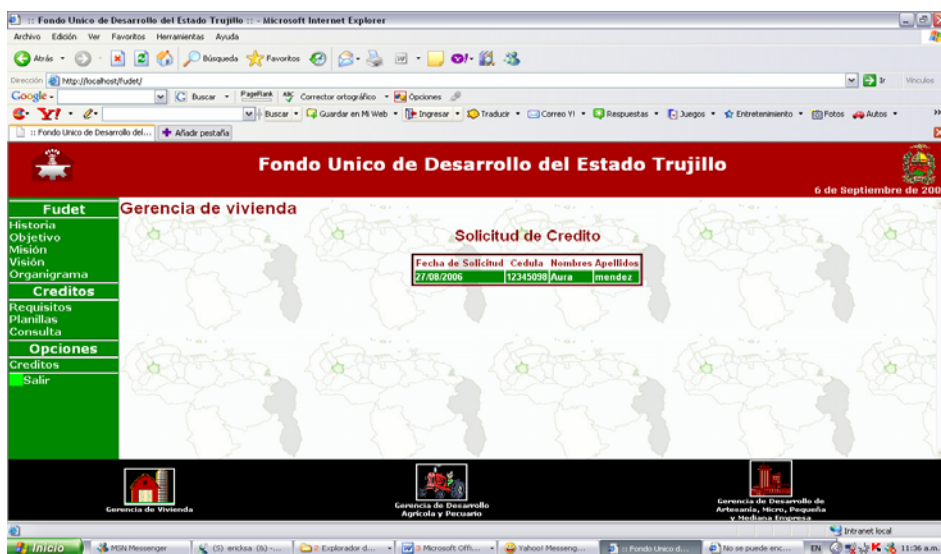 :: Fondo Unico de Desarrollo del Estado Trujillo :: - Microsoft Internet Explorer
Archivo Edición Ver Favoritos Herramientas Ayuda
Atrás Búsqueda Favoritos
Dirección http://localhost/fudet/ Ir Vínculos
Google Buscar PageRank Corrector ortográfico Opciones
Y! Buscar Guardar en Mi Web Ingresar Traducir Correo Y! Respuestas Juegos Entretenimiento Fotos Autos
:: Fondo Unico de Desarrollo del... Añadir pestaña
Fondo Unico de Desarrollo del Estado Trujillo
6 de Septiembre de 200
Fudet
Historia
Objetivo
Misión
Visión
Organigrama
Creditos
Requisitos
Planillas
Consulta
Opciones
Creditos
Salir
Gerencia de vivienda
Solicitud de Credito
Fecha de Solicitud Cedula Nombres Apellidos
27/08/2006 12345098 Aura mendez
Gerencia de Vivienda
Gerencia de Desarrollo
Agrícola y Pecuario
Gerencia de Desarrollo de
Artesanía, Micro, Pequeña
y Mediana Empresa
Intranet local
Inicio MSN Messenger (5) ericksa (b) -... 2 Explorador d... 3 Microsoft Offi... Yahoo! Messeng... :: Fondo Unico d... No se puede enc... EN 11:36 a.m.